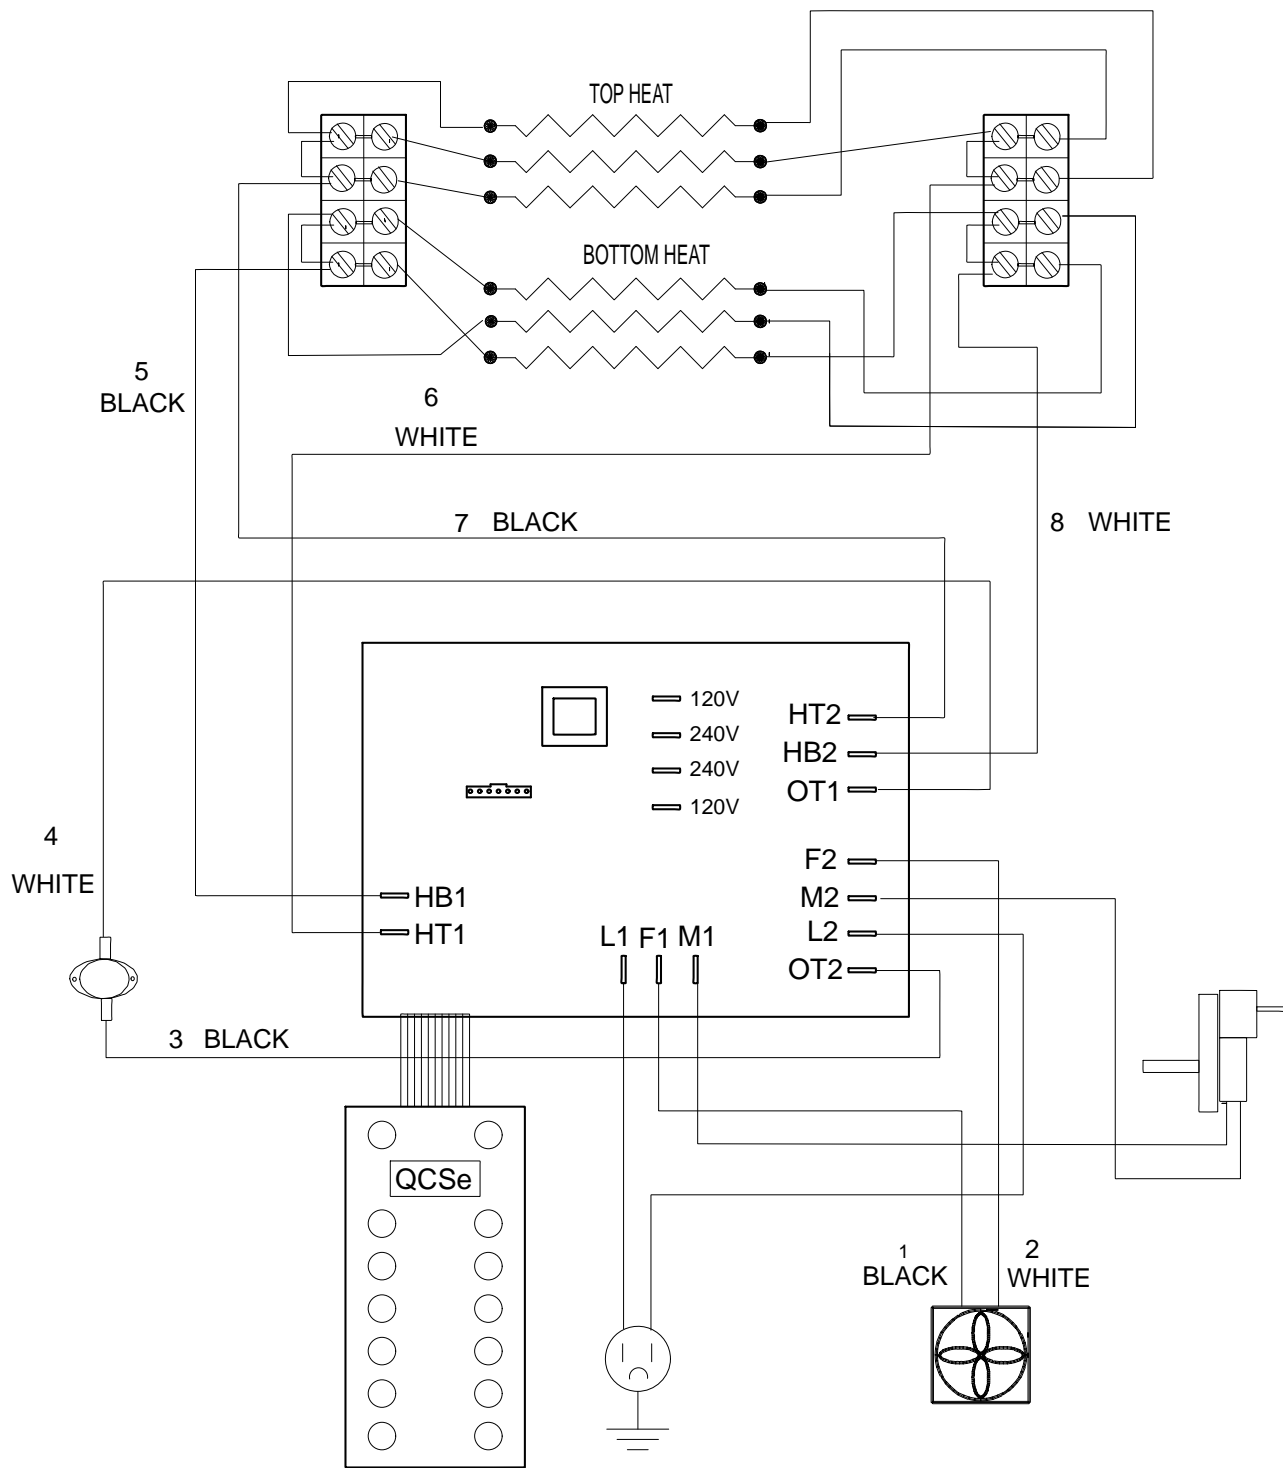 TOP HEAT
BOTTOM HEAT
5
BLACK
6
WHITE
7 BLACK
8 WHITE
120V
240V
240V
120V
HT2
HB2
OT1
4
WHITE
F2
M2
L2
OT2
HB1
HT1
L1 F1 M1
3 BLACK
QCSe
1
BLACK
2
WHITE